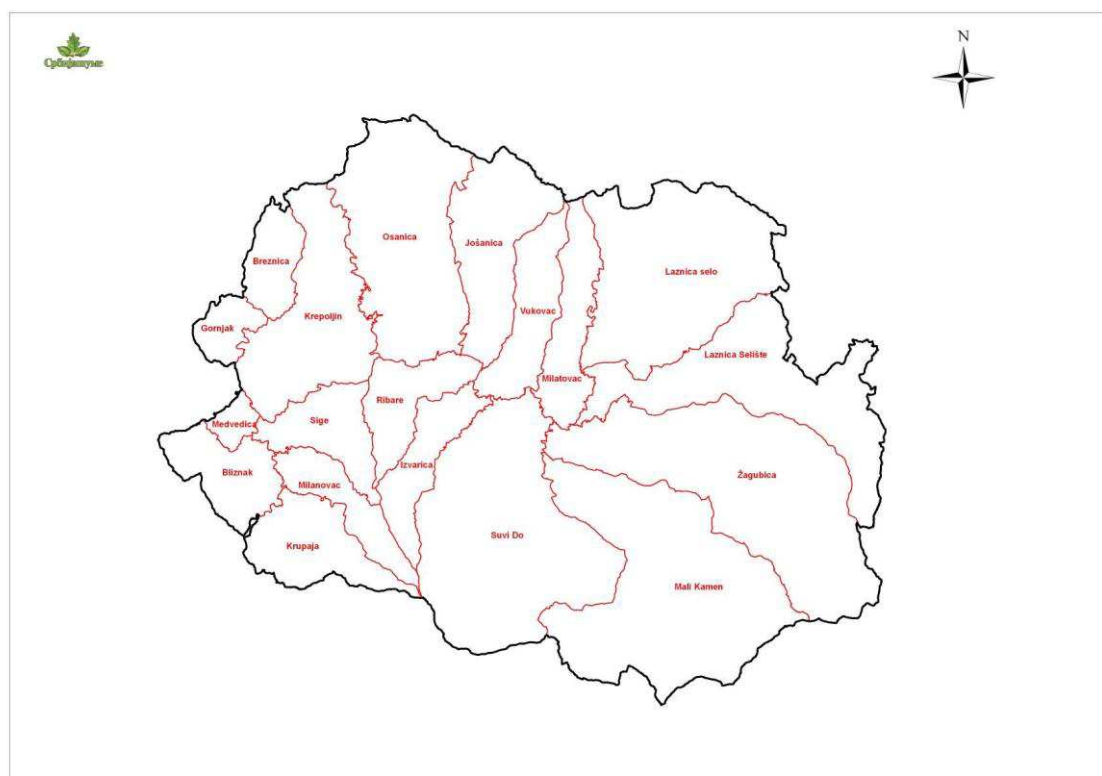 N
Србијашуме
Osanica
Jošanica
Breznica
Laznica selo
Vukovac
Krepoljin
Gornjak
Laznica Selište
Milatovac
Ribare
Sige
Medvedica
Izvarica
Bliznak
Žagubica
Milanovac
Suvi Do
Krupaja
Mali Kamen